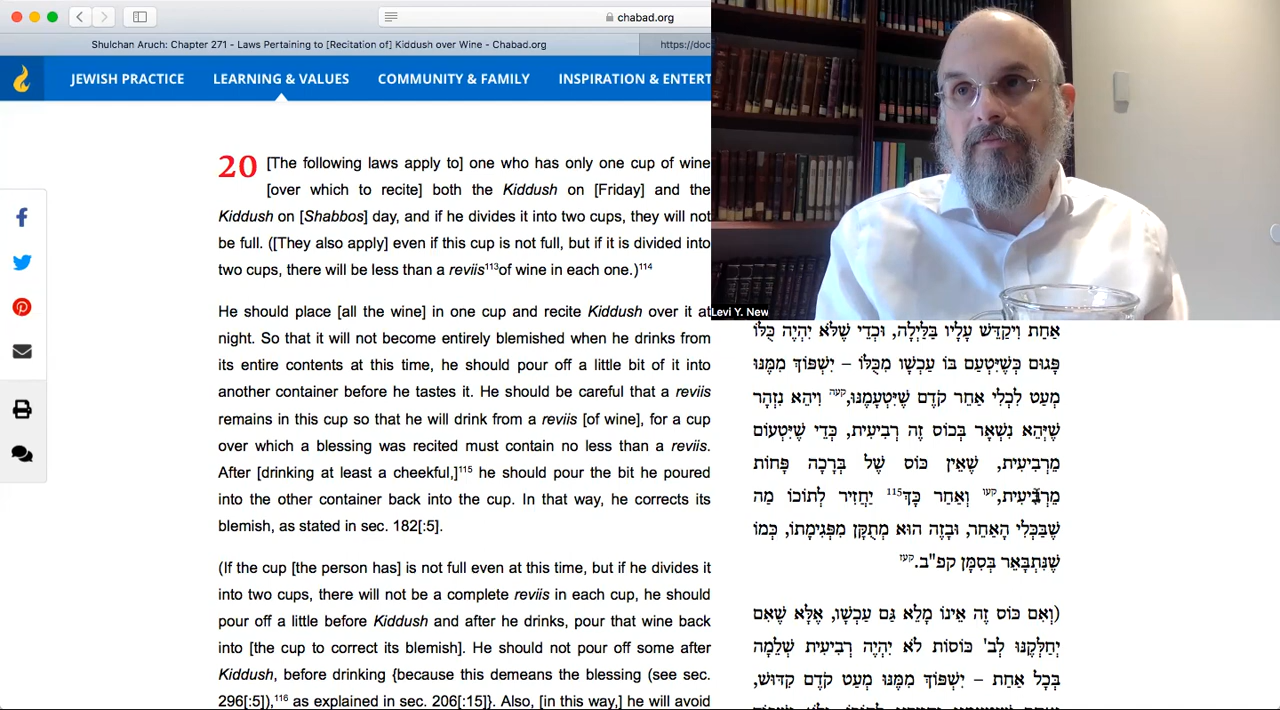 chabad.org
Shulchan Aruch: Chapter 271 - Laws Pertaining to [Recitation of] Kiddush over Wine - Chabad.org
https://doc
JEWISH PRACTICE
LEARNING & VALUES
COMMUNITY & FAMILY
INSPIRATION & ENTERT
20 [The following laws apply to] one who has only one cup of wine
[over which to recite] both the Kiddush on [Friday] and the
Kiddush on [Shabbos] day, and if he divides it into two cups, they will not
be full. ([They also apply] even if this cup is not full, but if it is divided into
two cups, there will be less than a reviis113of wine in each one.)114
He should place [all the wine] in one cup and recite Kiddush over it at
night. So that it will not become entirely blemished when he drinks from
its entire contents at this time, he should pour off a little bit of it into
another container before he tastes it. He should be careful that a reviis
remains in this cup so that he will drink from a reviis [of wine], for a cup
over which a blessing was recited must contain no less than a reviis.
After [drinking at least a cheekful,]115 he should pour the bit he poured
into the other container back into the cup. In that way, he corrects its
blemish, as stated in sec. 182[:5].
(If the cup [the person has] is not full even at this time, but if he divides it
into two cups, there will not be a complete reviis in each cup, he should
pour off a little before Kiddush and after he drinks, pour that wine back
into [the cup to correct its blemish]. He should not pour off some after
Kiddush, before drinking {because this demeans the blessing (see sec.
296[:5]),116 as explained in sec. 206[:15]}. Also, [in this way,] he will avoid
Levi Y. New
אַחַת וִיקַדֵּשׁ עָלָיו בַּלַּיְלָה, וּכְדֵי שֶׁלֹּא יִהְיֶה כֻּלּוֹ
פָּגוּם כְּשֶׁיִּטְעַם בּוֹ עַכְשָׁו מִכֻּלּוֹ – יִשְׁפּוֹךְ מִמֶּנּוּ
מְעַט לִכְלִי אַחֵר קֹדֶם שֶׁיִּטְעָמֶנּוּ,קעה וִיהֵא נִזְהָר
שֶׁיְּהֵא נִשְׁאָר בְּכוֹס זֶה רְבִיעִית, כְּדֵי שֶׁיִּטְעוֹם
מֵרְבִיעִית, שֶׁאֵין כּוֹס שֶׁל בְּרָכָה פָּחוֹת
מֵרְבִיעִית,קעו וְאַחַר כָּךְ115 יַחֲזִיר לְתוֹכוֹ מַה
שֶּׁבַּכְּלִי הָאַחֵר, וּבָזֶה הוּא מְתֻקָּן מִפְּגִימָתוֹ, כְּמוֹ
שֶׁנִּתְבָּאֵר בְּסִמָּן קפ"ב.קעז
(וְאִם כּוֹס זֶה אֵינוֹ מָלֵא גַּם עַכְשָׁו, אֶלָּא שֶׁאִם
יְחַלְּקֶנּוּ לְב' כּוֹסוֹת לֹא יִהְיֶה רְבִיעִית שְׁלֵמָה
בְּכָל אַחַת – יִשְׁפּוֹךְ מִמֶּנּוּ מְעַט קֹדֶם קִדּוּשׁ,